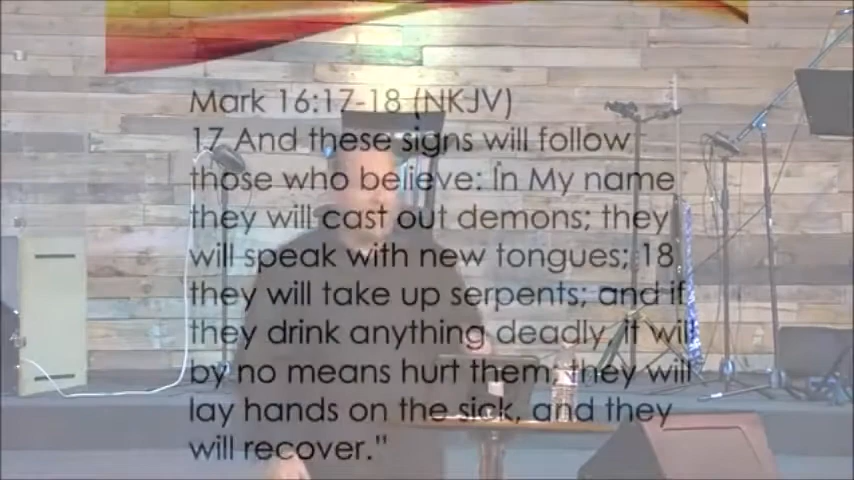 Mark 16:17-18 (NKJV)
17 And these signs will follow
those who believe: In My name
they will cast out demons; they
will speak with new tongues; 18
they will take up serpents; and if
they drink anything deadly, it will
by no means hurt them; they will
lay hands on the sick, and they
will recover."